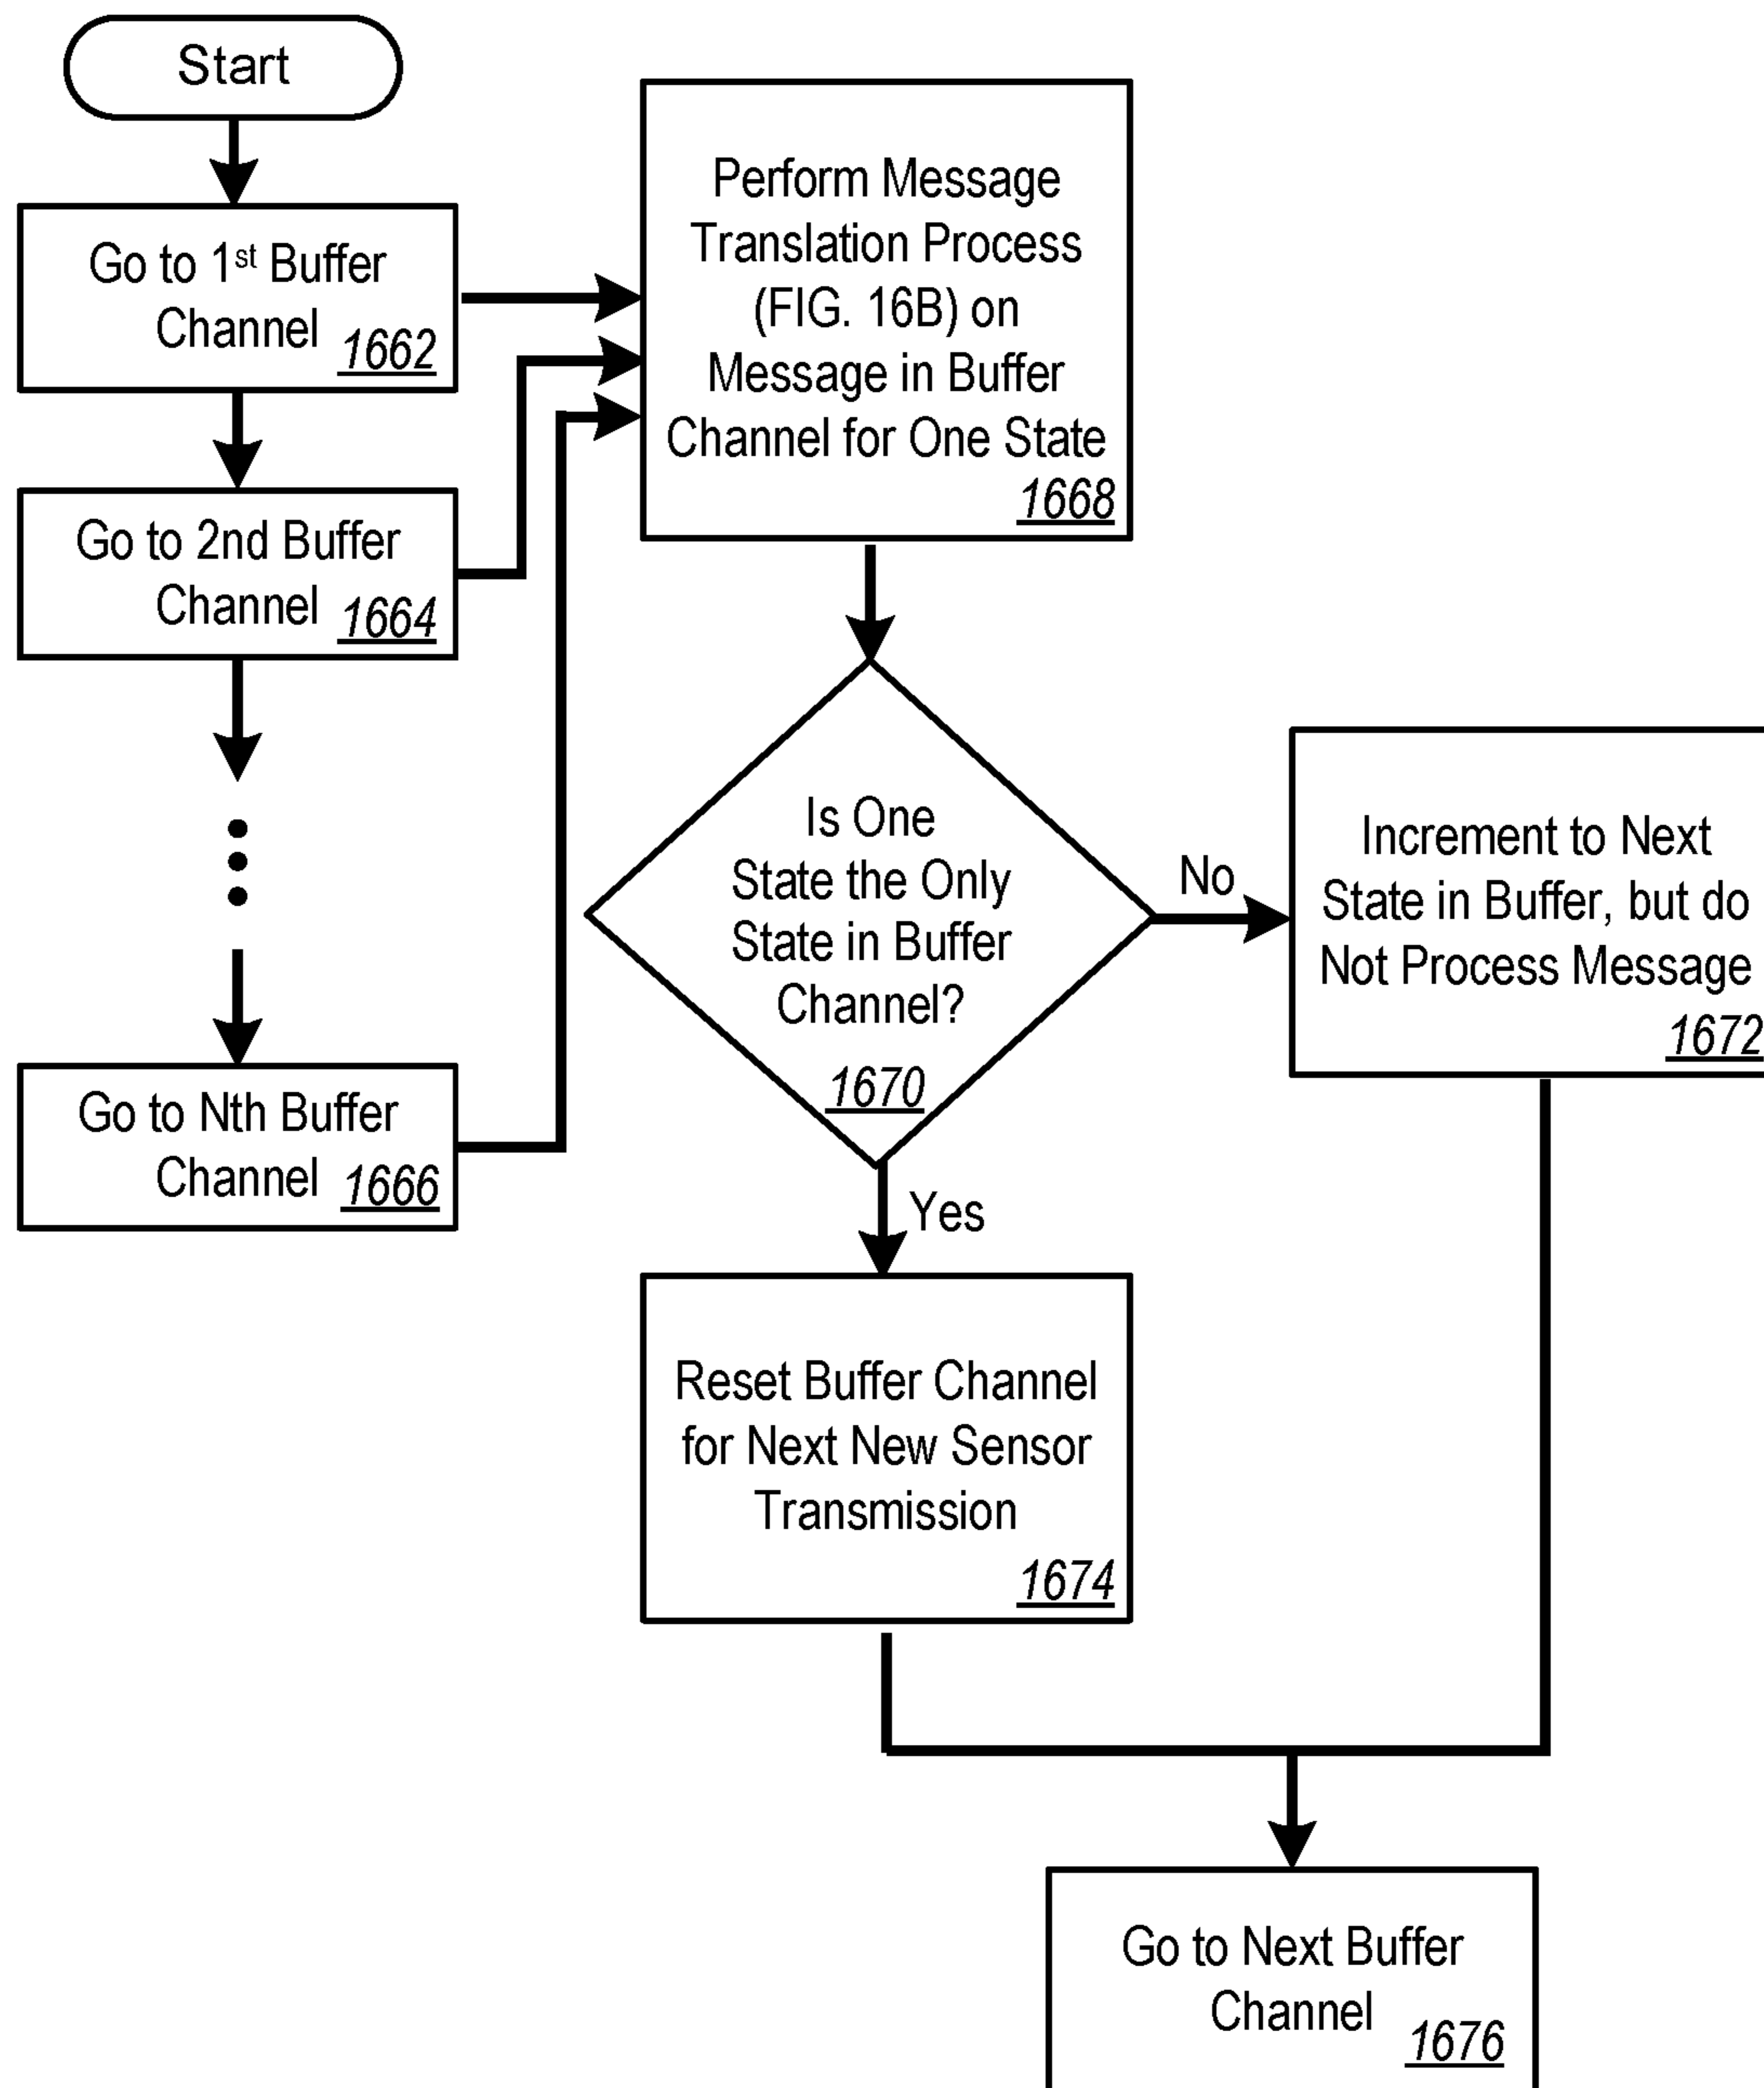 Start
Go to 1st Buffer
Channel 1662
Go to 2nd Buffer
Channel 1664
Go to Nth Buffer
Channel 1666
Perform Message
Translation Process
(FIG. 16B) on
Message in Buffer
Channel for One State
1668
Is One
State the Only
State in Buffer
Channel?
1670
No
Increment to Next
State in Buffer, but do
Not Process Message
1672
Yes
Reset Buffer Channel
for Next New Sensor
Transmission
1674
Go to Next Buffer
Channel 1676